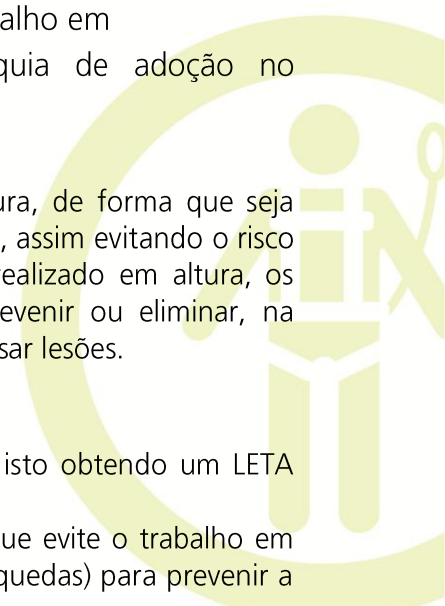 alho em
quia de adoção no
ura, de forma que seja
, assim evitando o risco
ealizado em altura, os
evenir ou eliminar, na
sar lesões.
isto obtendo um LETA
ue evite o trabalho em
quedas) para prevenir a